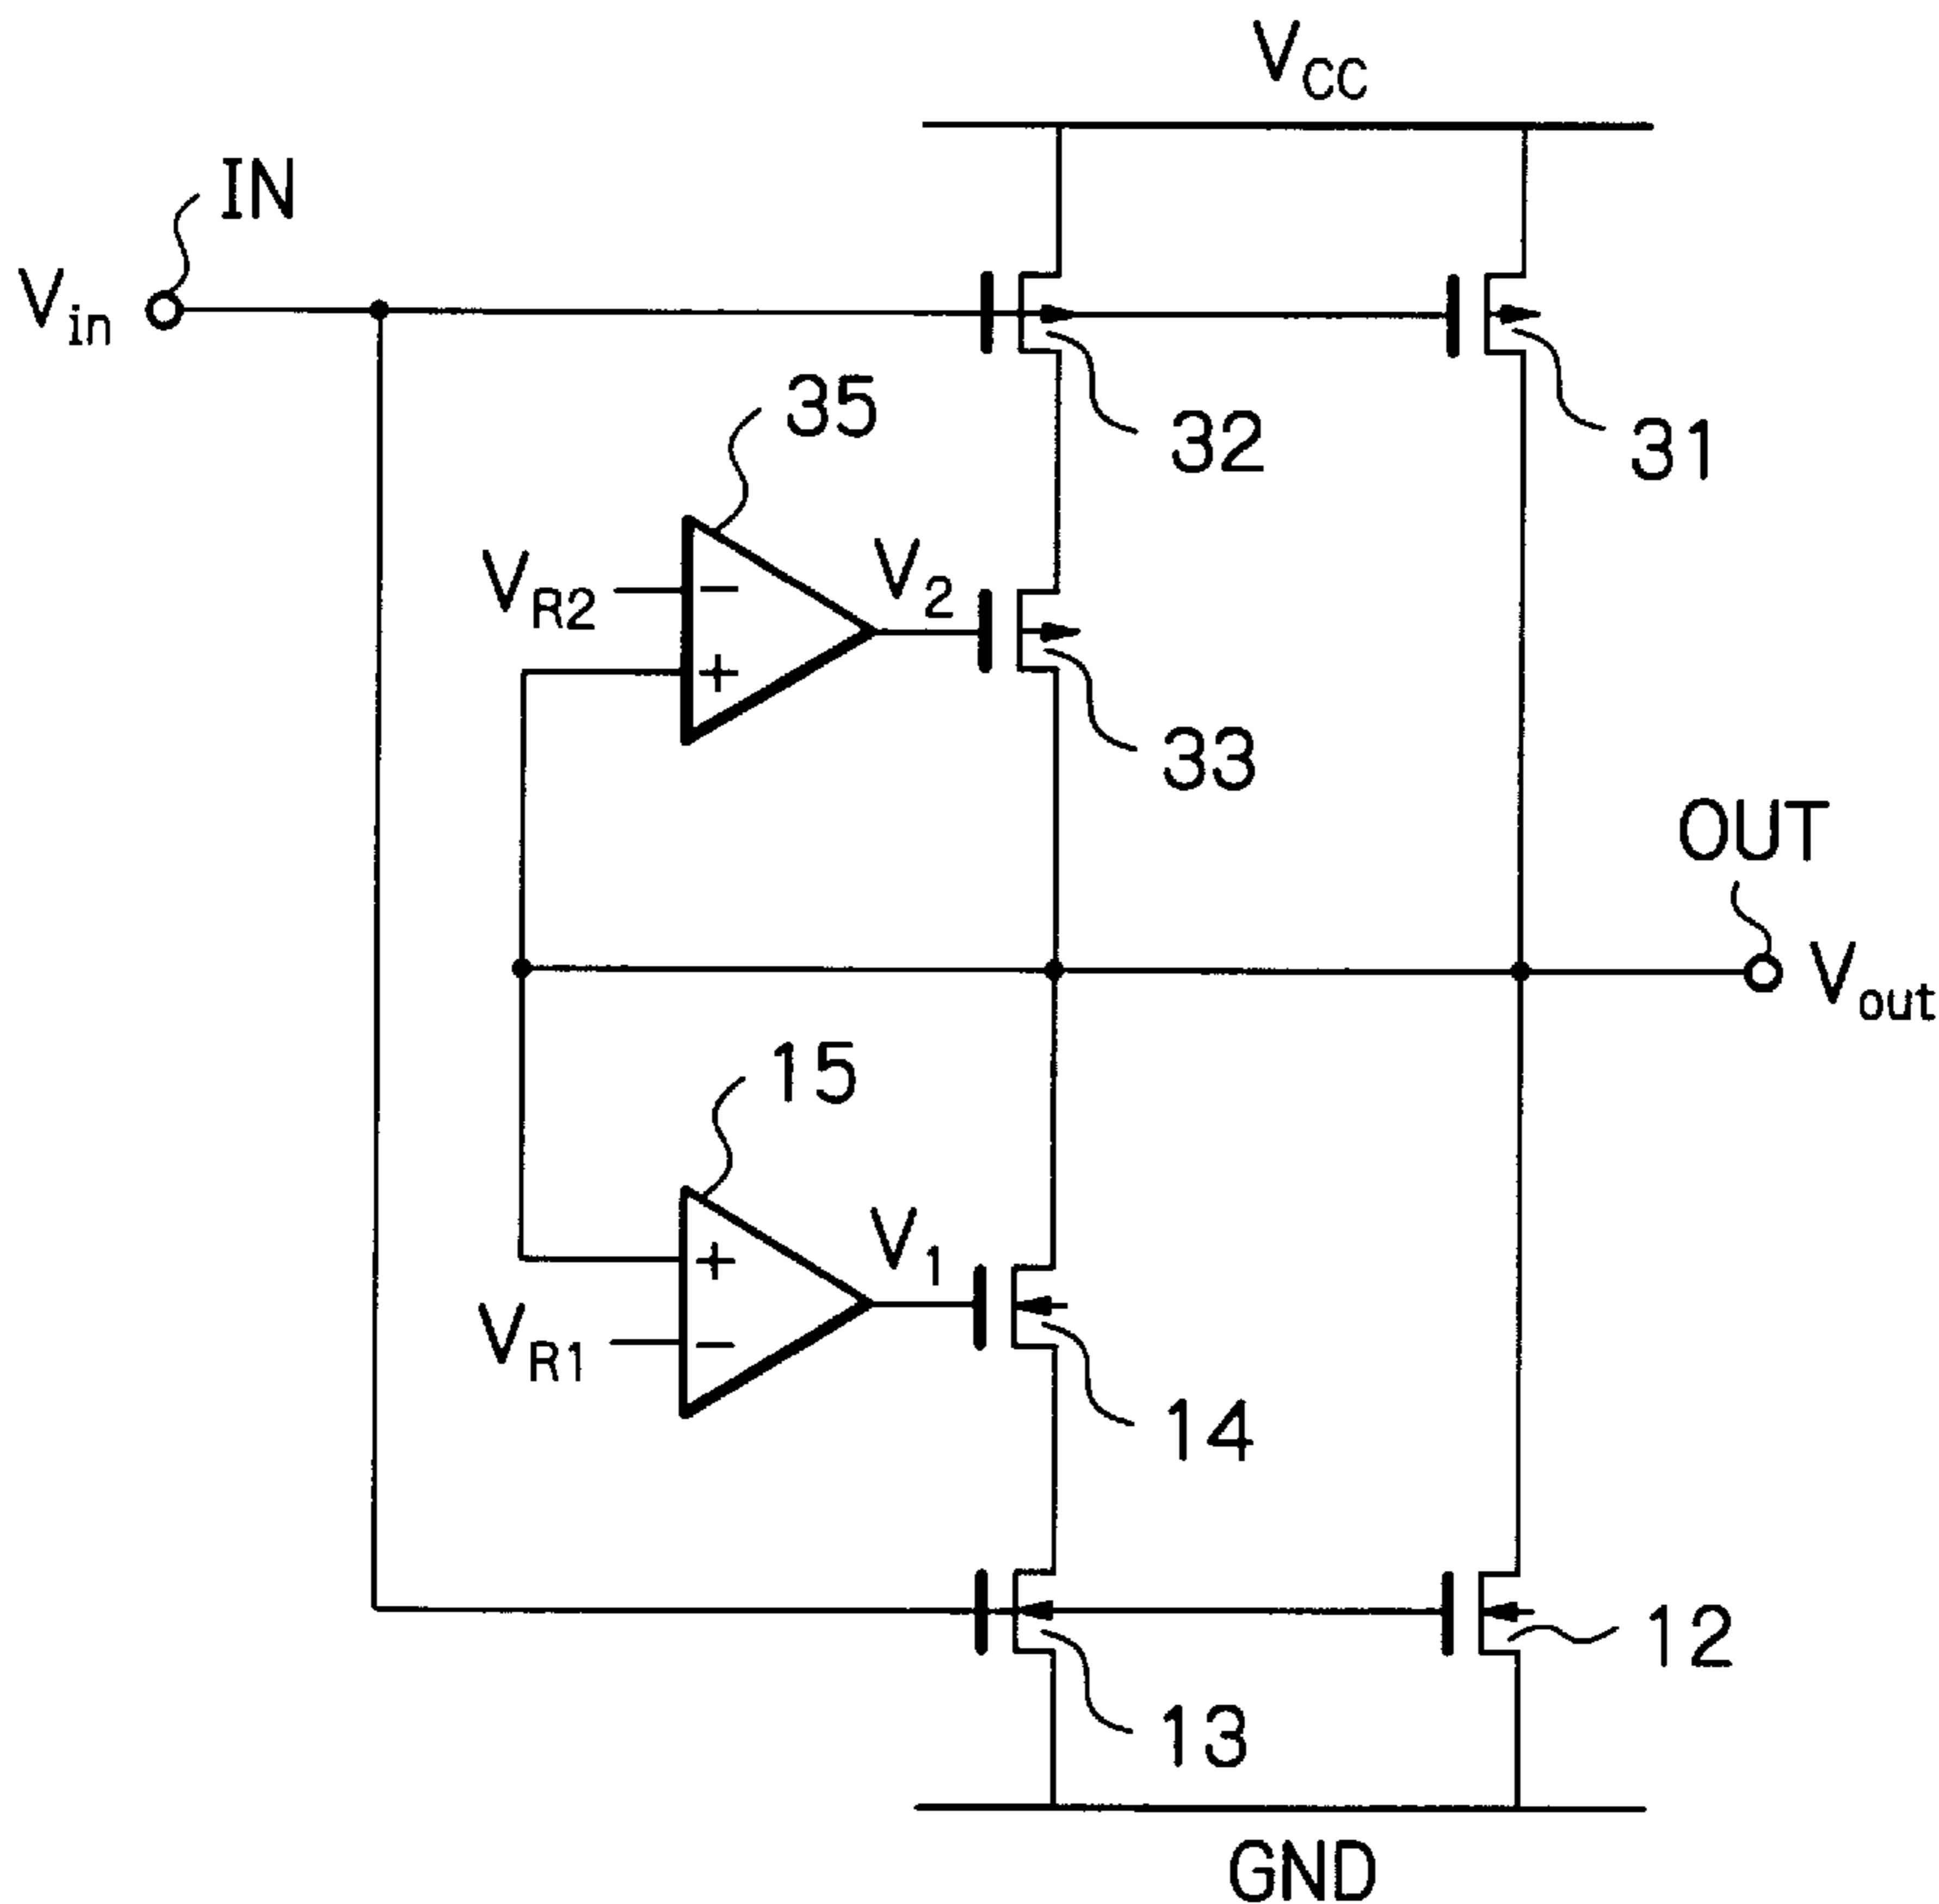 VCC
IN
Vin
35
32
31
VR2
−
V2
+
33
OUT
Vout
15
V1
+
VR1
−
14
12
13
GND